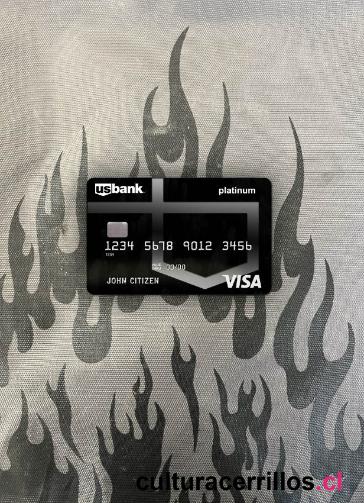 usbank
platinum
1234 5678 9012 3456
JOHN CITIZEN
VISA
culturacerrillos.cl